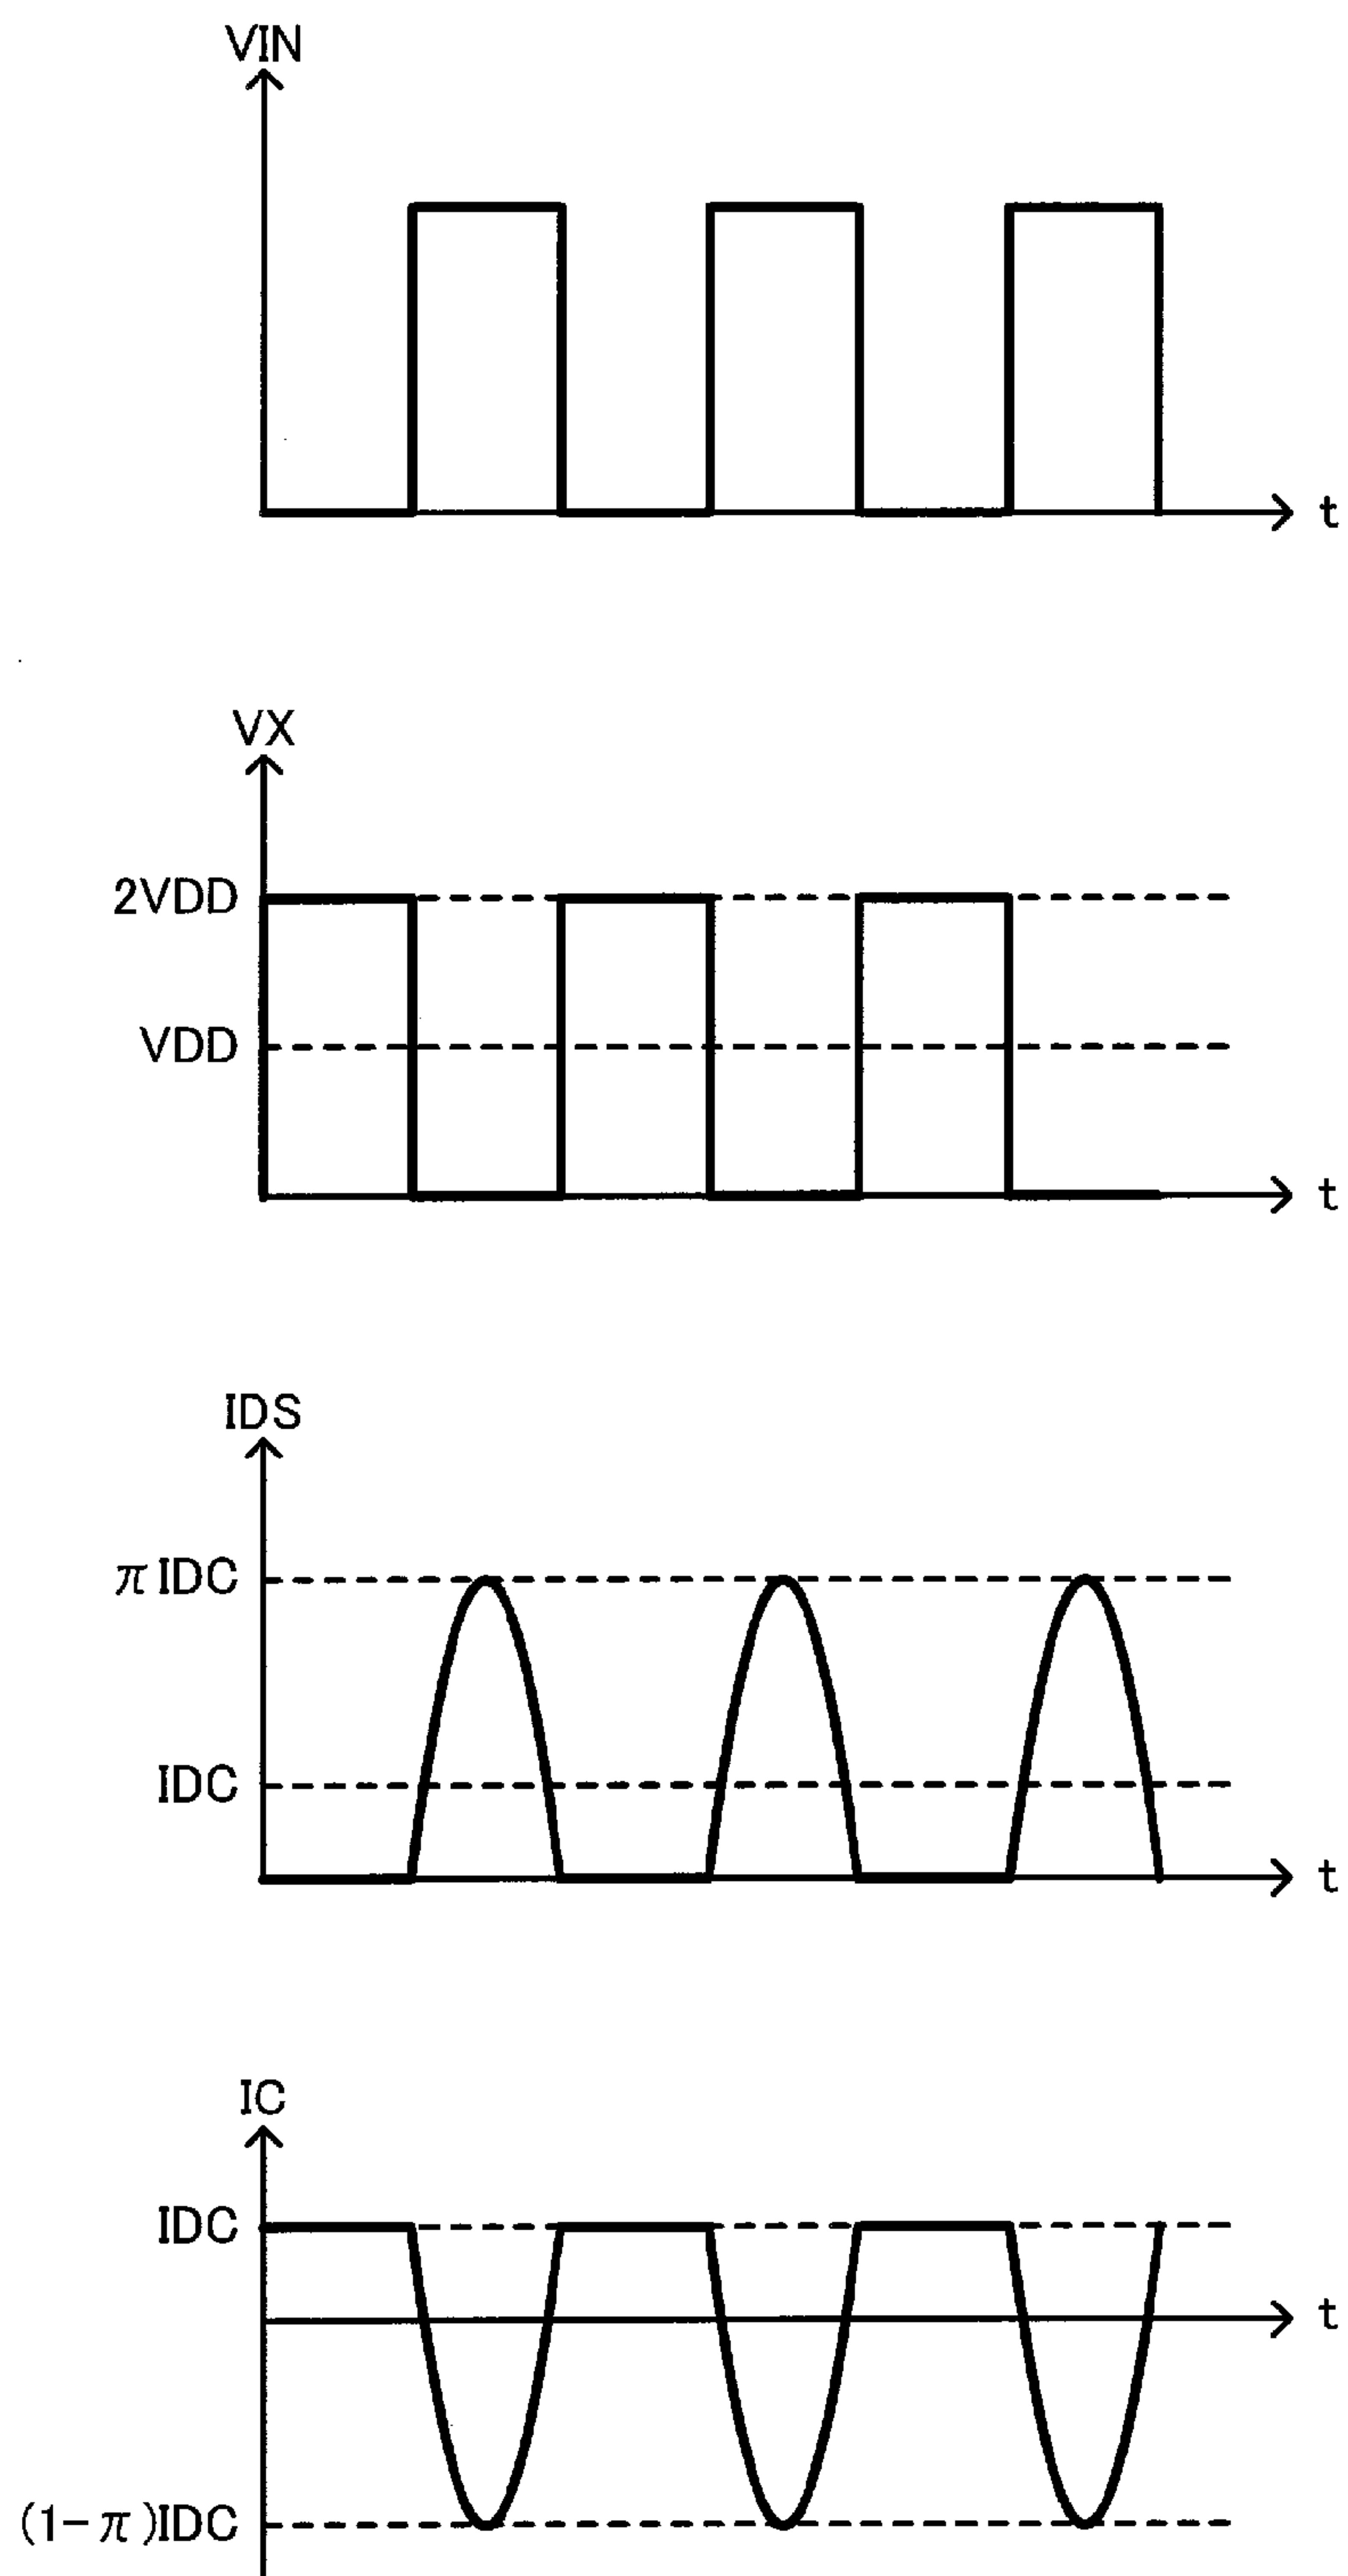 VIN
t
VX
2VDD
VDD
t
IDS
πIDC
IDC
t
IC
IDC
t
(1-π)IDC